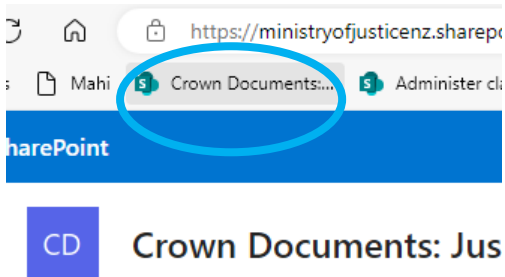 https://ministryofjusticenz.sharepo
s Mahi S Crown Documents:... S Administer cla
harePoint
CD Crown Documents: Jus